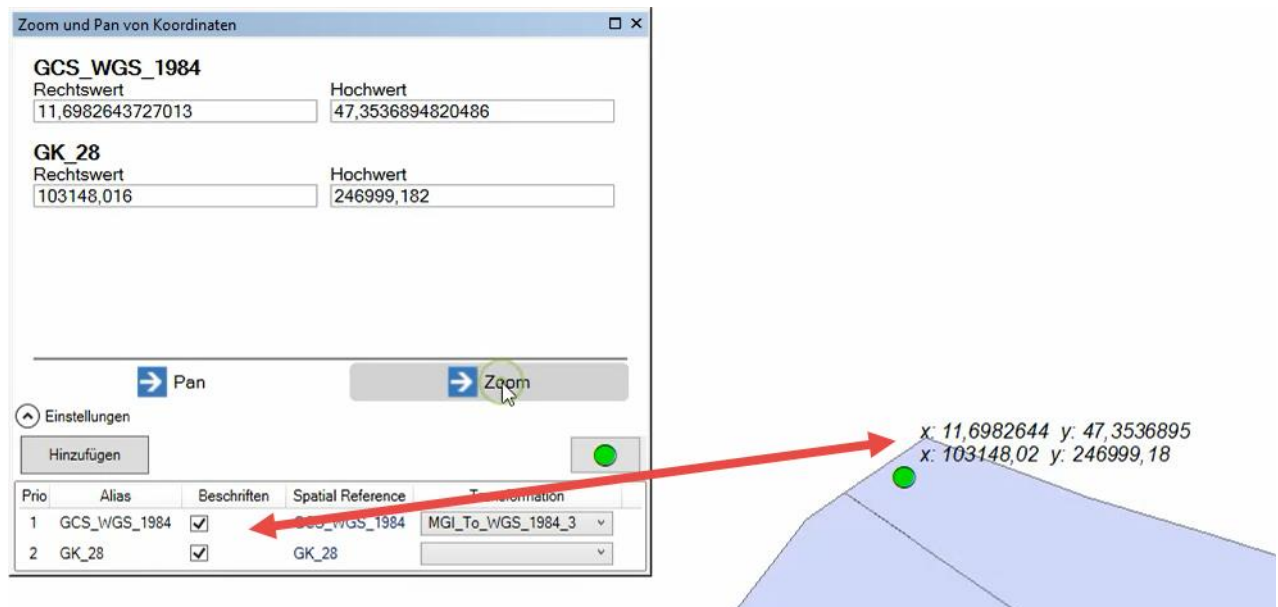 Zoom und Pan von Koordinaten
GCS_WGS_1984
Rechtswert Hochwert
11,6982643727013 47,3536894820486
GK_28
Rechtswert Hochwert
103148,016 246999,182
Pan Zoom
Einstellungen
Hinzufügen
x: 11,6982644 y: 47,3536895
x: 103148,02 y: 246999,18
Prio Alias Beschriften Spatial Reference Transformation
1 GCS_WGS_1984 GCS_WGS_1984 MGI_To_WGS_1984_3
2 GK_28 GK_28